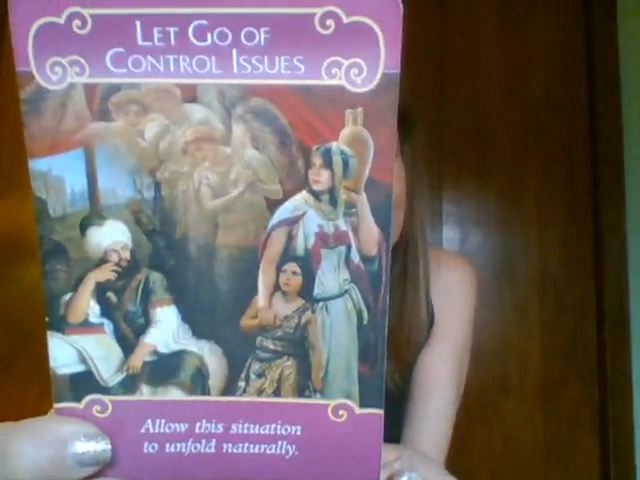 Let Go of
Control Issues
Allow this situation
to unfold naturally.